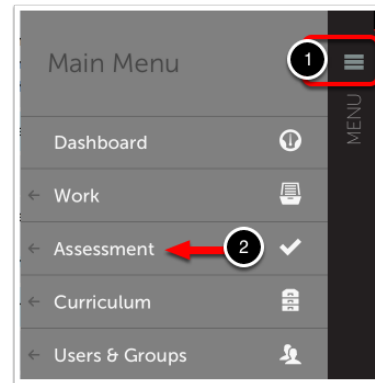 Main Menu
1
MENU
Dashboard
Work
Assessment
2
Curriculum
Users & Groups